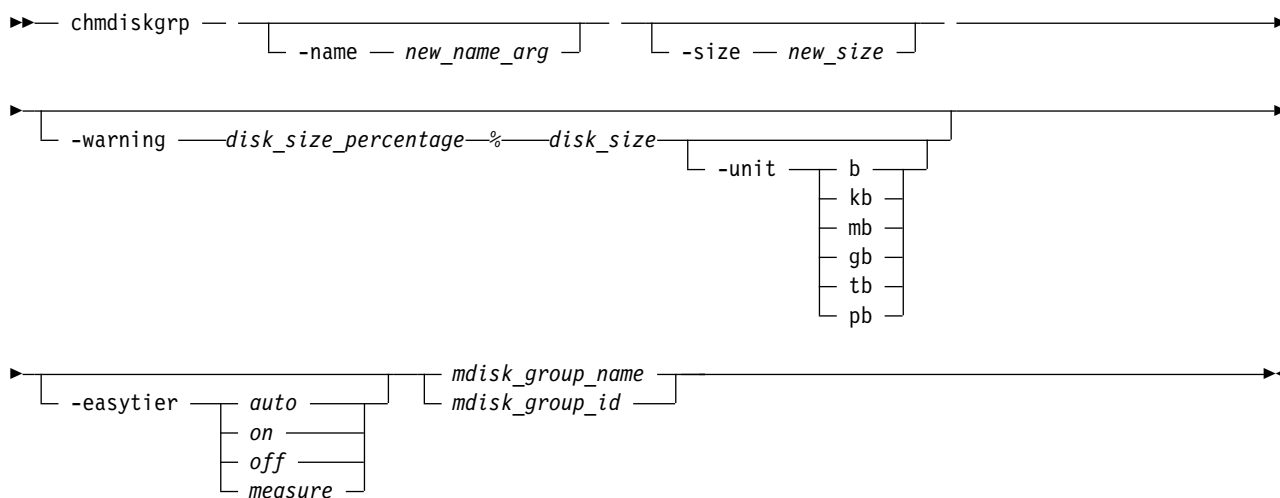 chmdiskgrp
-name new_name_arg -size new_size
-warning disk_size_percentage % disk_size
-unit b
kb
mb
gb
tb
pb
mdisk_group_name
-easytier auto mdisk_group_id
on
off
measure